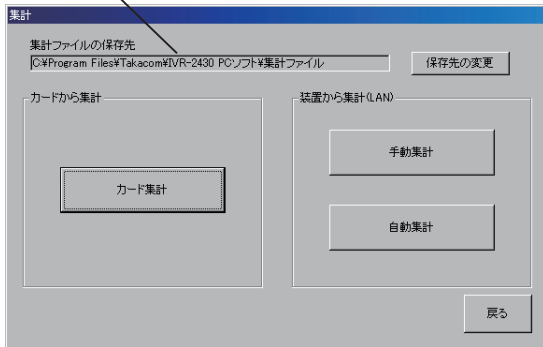 集計
集計ファイルの保存先
C:¥Program Files¥Takacom¥IVR-2430 PCソフト¥集計ファイル
保存先の変更
カードから集計
カード集計
装置から集計(LAN)
手動集計
自動集計
戻る